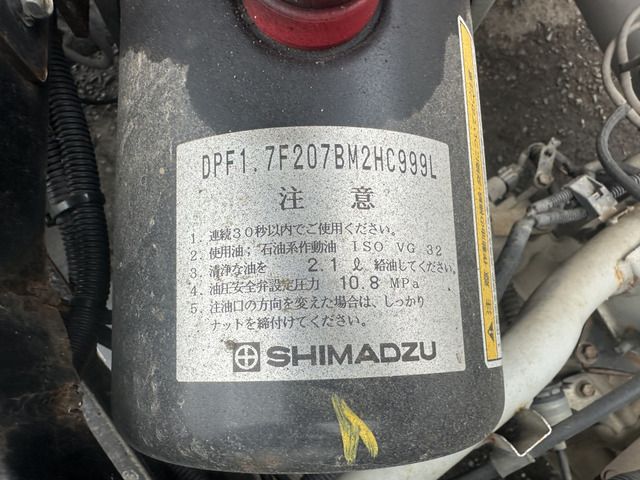 DPF1.7F207BM2HC999L
注 意
1. 連続30秒以内でご使用ください。
2. 使用油；石油系作動油 ISO VG 32
3. 清浄な油を 2.1 ℓ 給油してください。
4. 油圧安全弁設定圧力 10.8 MPa
5. 注油口の方向を変えた場合は、しっかり
ナットを締付けてください。
SHIMADZU